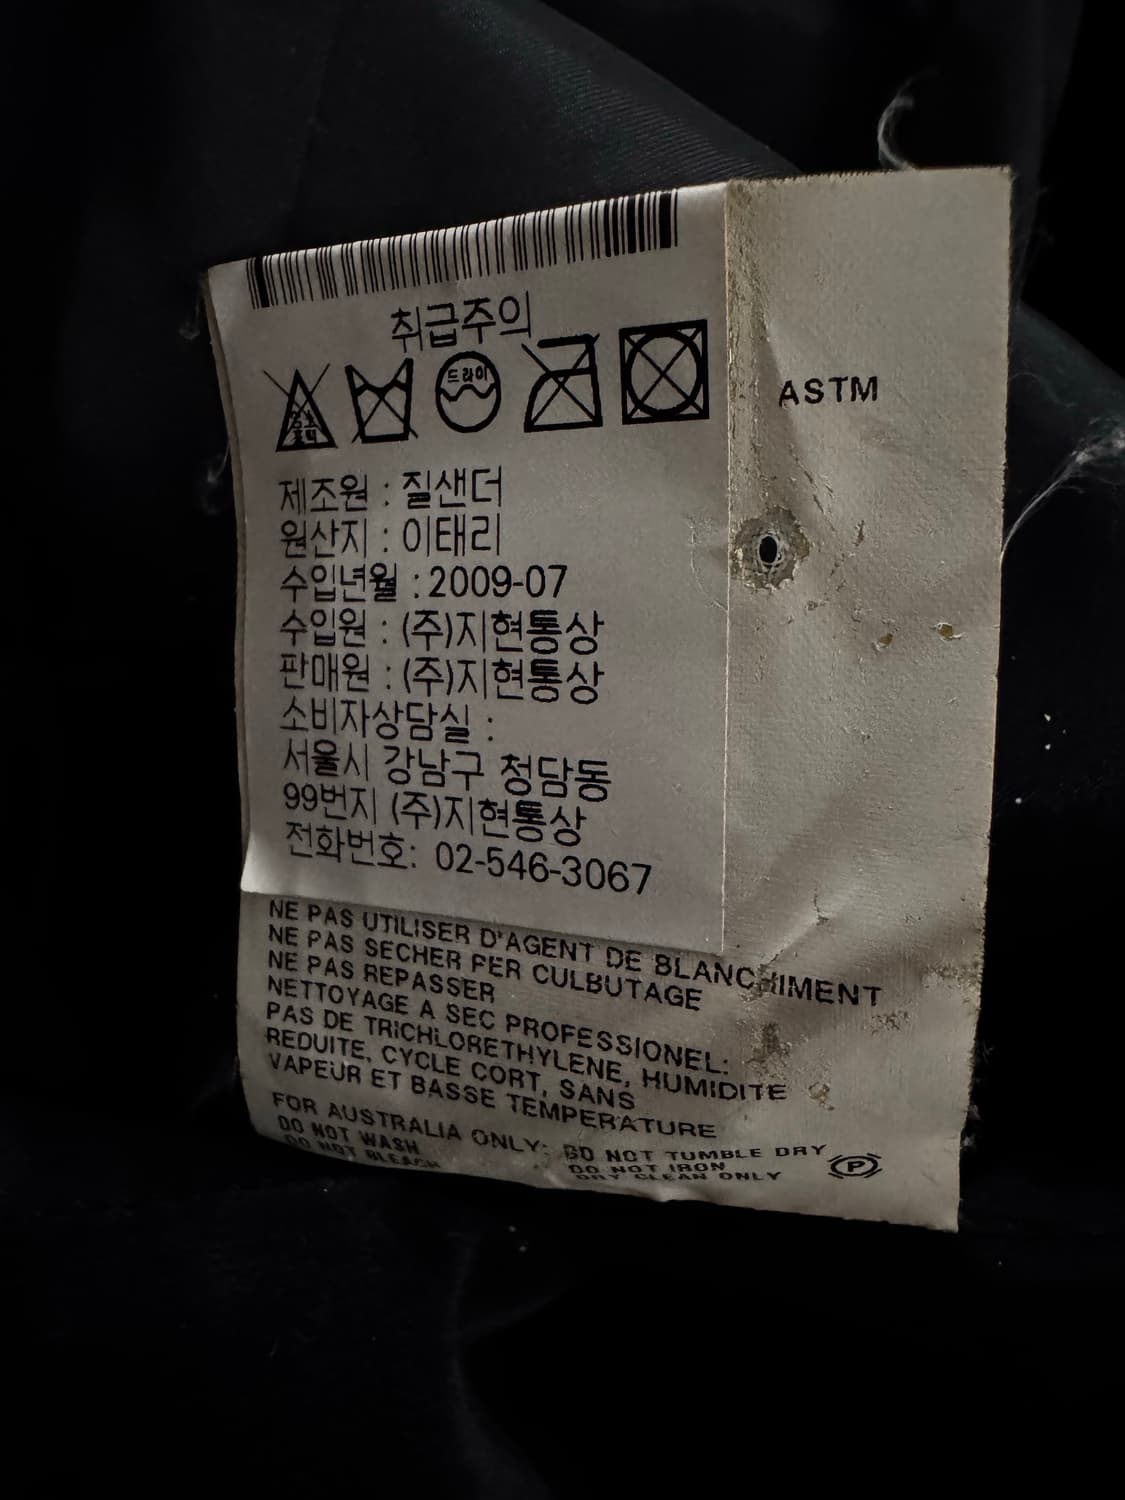 취급주의
드라이
ASTM
제조원 : 질샌더
원산지 : 이태리
수입년월 : 2009-07
수입원 : (주)지현통상
판매원 : (주)지현통상
소비자상담실 :
서울시 강남구 청담동
99번지 (주)지현통상
전화번호: 02-546-3067
NE PAS UTILISER D'AGENT DE BLANCHIMENT
NE PAS SECHER PER CULBUTAGE
NE PAS REPASSER
NETTOYAGE A SEC PROFESSIONEL:
PAS DE TRICHLORETHYLENE, HUMIDITE
REDUITE, CYCLE CORT, SANS
VAPEUR ET BASSE TEMPERATURE
FOR AUSTRALIA ONLY: DO NOT TUMBLE DRY
DO NOT WASH DO NOT IRON
DO NOT BLEACH DRY CLEAN ONLY
P